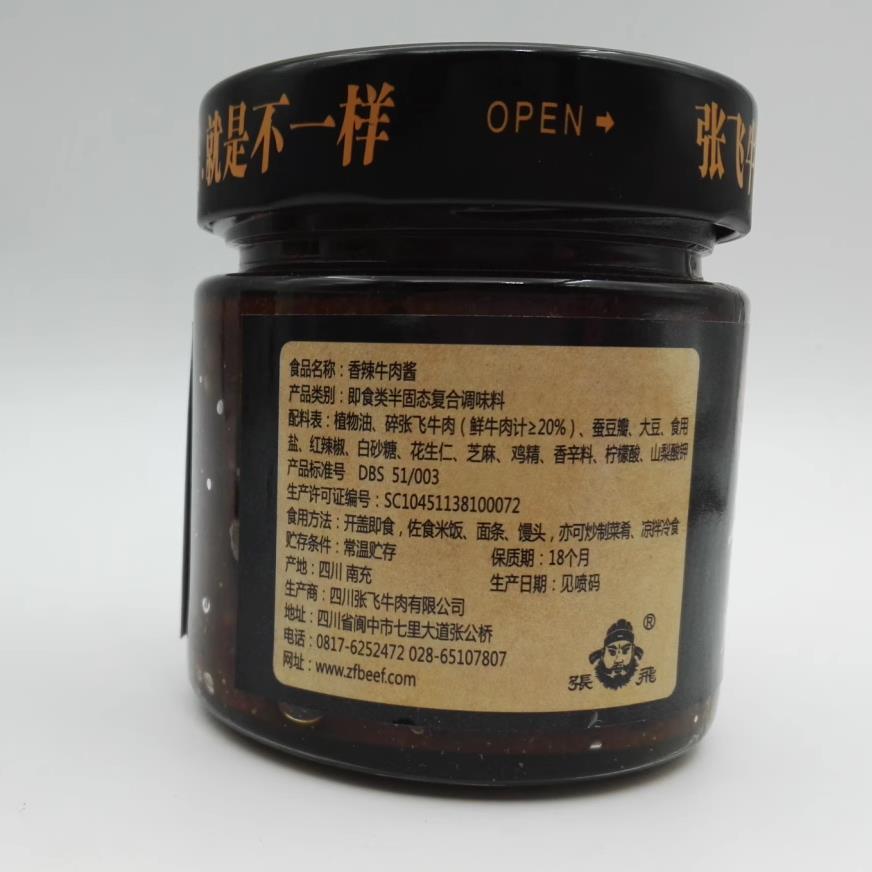 就是不一样
OPEN→
张飞牛
食品名称：香辣牛肉酱
产品类别：即食类半固态复合调味料
配料表：植物油、碎张飞牛肉（鲜牛肉计≥20%）、蚕豆瓣、大豆、食用
盐、红辣椒、白砂糖、花生仁、芝麻、鸡精、香辛料、柠檬酸、山梨酸钾
产品标准号 DBS 51/003
生产许可证编号：SC10451138100072
食用方法：开盖即食，佐食米饭、面条、馒头，亦可炒制菜肴、凉拌冷食
贮存条件：常温贮存 保质期：18个月
产地：四川 南充 生产日期：见喷码
生产商：四川张飞牛肉有限公司
地址：四川省阆中市七里大道张公桥
电话：0817-6252472 028-65107807
网址：www.zfbeef.com
張飛®